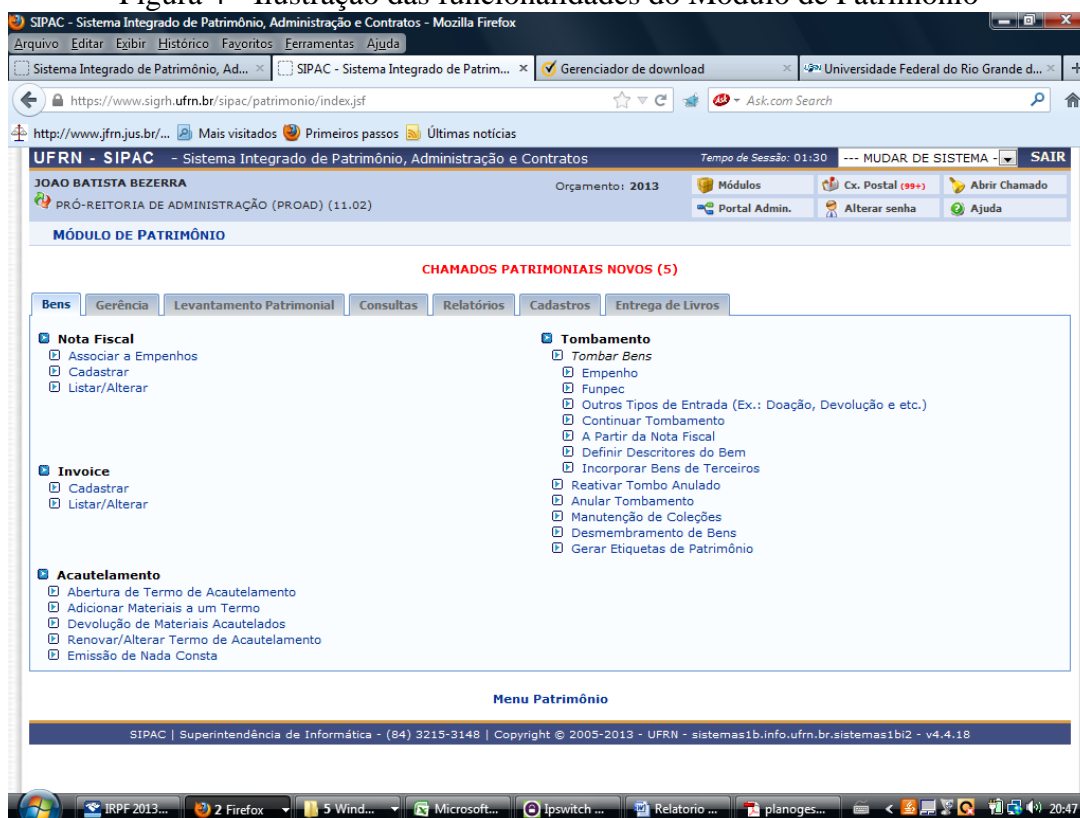 Figura 4 - Ilustração das funcionalidades do Módulo de Patrimônio
SIPAC - Sistema Integrado de Patrimônio, Administração e Contratos - Mozilla Firefox
Arquivo Editar Exibir Histórico Favoritos Ferramentas Ajuda
Sistema Integrado de Patrimônio, Ad... SIPAC - Sistema Integrado de Patrim... Gerenciador de download Universidade Federal do Rio Grande d...
https://www.sigrh.ufrn.br/sipac/patrimonio/index.jsf Ask.com Search
http://www.jfrn.jus.br/... Mais visitados Primeiros passos Últimas notícias
UFRN - SIPAC - Sistema Integrado de Patrimônio, Administração e Contratos Tempo de Sessão: 01:30 --- MUDAR DE SISTEMA - SAIR
JOAO BATISTA BEZERRA Orçamento: 2013 Módulos Cx. Postal (99+) Abrir Chamado
PRÓ-REITORIA DE ADMINISTRAÇÃO (PROAD) (11.02) Portal Admin. Alterar senha Ajuda
MÓDULO DE PATRIMÔNIO
CHAMADOS PATRIMONIAIS NOVOS (5)
Bens Gerência Levantamento Patrimonial Consultas Relatórios Cadastros Entrega de Livros
Nota Fiscal
Associar a Empenhos
Cadastrar
Listar/Alterar
Invoice
Cadastrar
Listar/Alterar
Acautelamento
Abertura de Termo de Acautelamento
Adicionar Materiais a um Termo
Devolução de Materiais Acautelados
Renovar/Alterar Termo de Acautelamento
Emissão de Nada Consta
Tombamento
Tombar Bens
Empenho
Funpec
Outros Tipos de Entrada (Ex.: Doação, Devolução e etc.)
Continuar Tombamento
A Partir da Nota Fiscal
Definir Descritores do Bem
Incorporar Bens de Terceiros
Reativar Tombo Anulado
Anular Tombamento
Manutenção de Coleções
Desmembramento de Bens
Gerar Etiquetas de Patrimônio
Menu Patrimônio
SIPAC | Superintendência de Informática - (84) 3215-3148 | Copyright © 2005-2013 - UFRN - sistemas1b.info.ufrn.br.sistemas1bi2 - v4.4.18
IRPF 2013... 2 Firefox 5 Wind... Microsoft... Ipswitch ... Relatorio ... planoges... 20:47